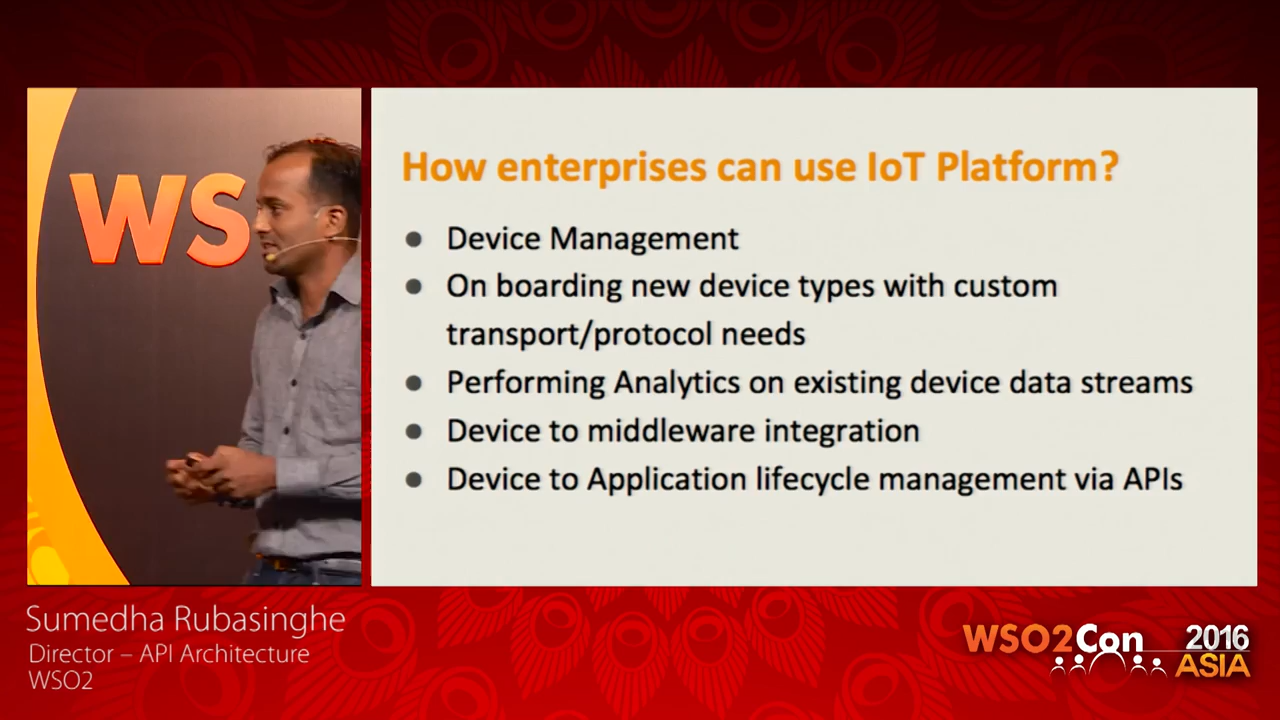 WS
How enterprises can use IoT Platform?
● Device Management
● On boarding new device types with custom
transport/protocol needs
● Performing Analytics on existing device data streams
● Device to middleware integration
● Device to Application lifecycle management via APIs
Sumedha Rubasinghe
Director – API Architecture
WSO2
WSO2Con 2016
ASIA